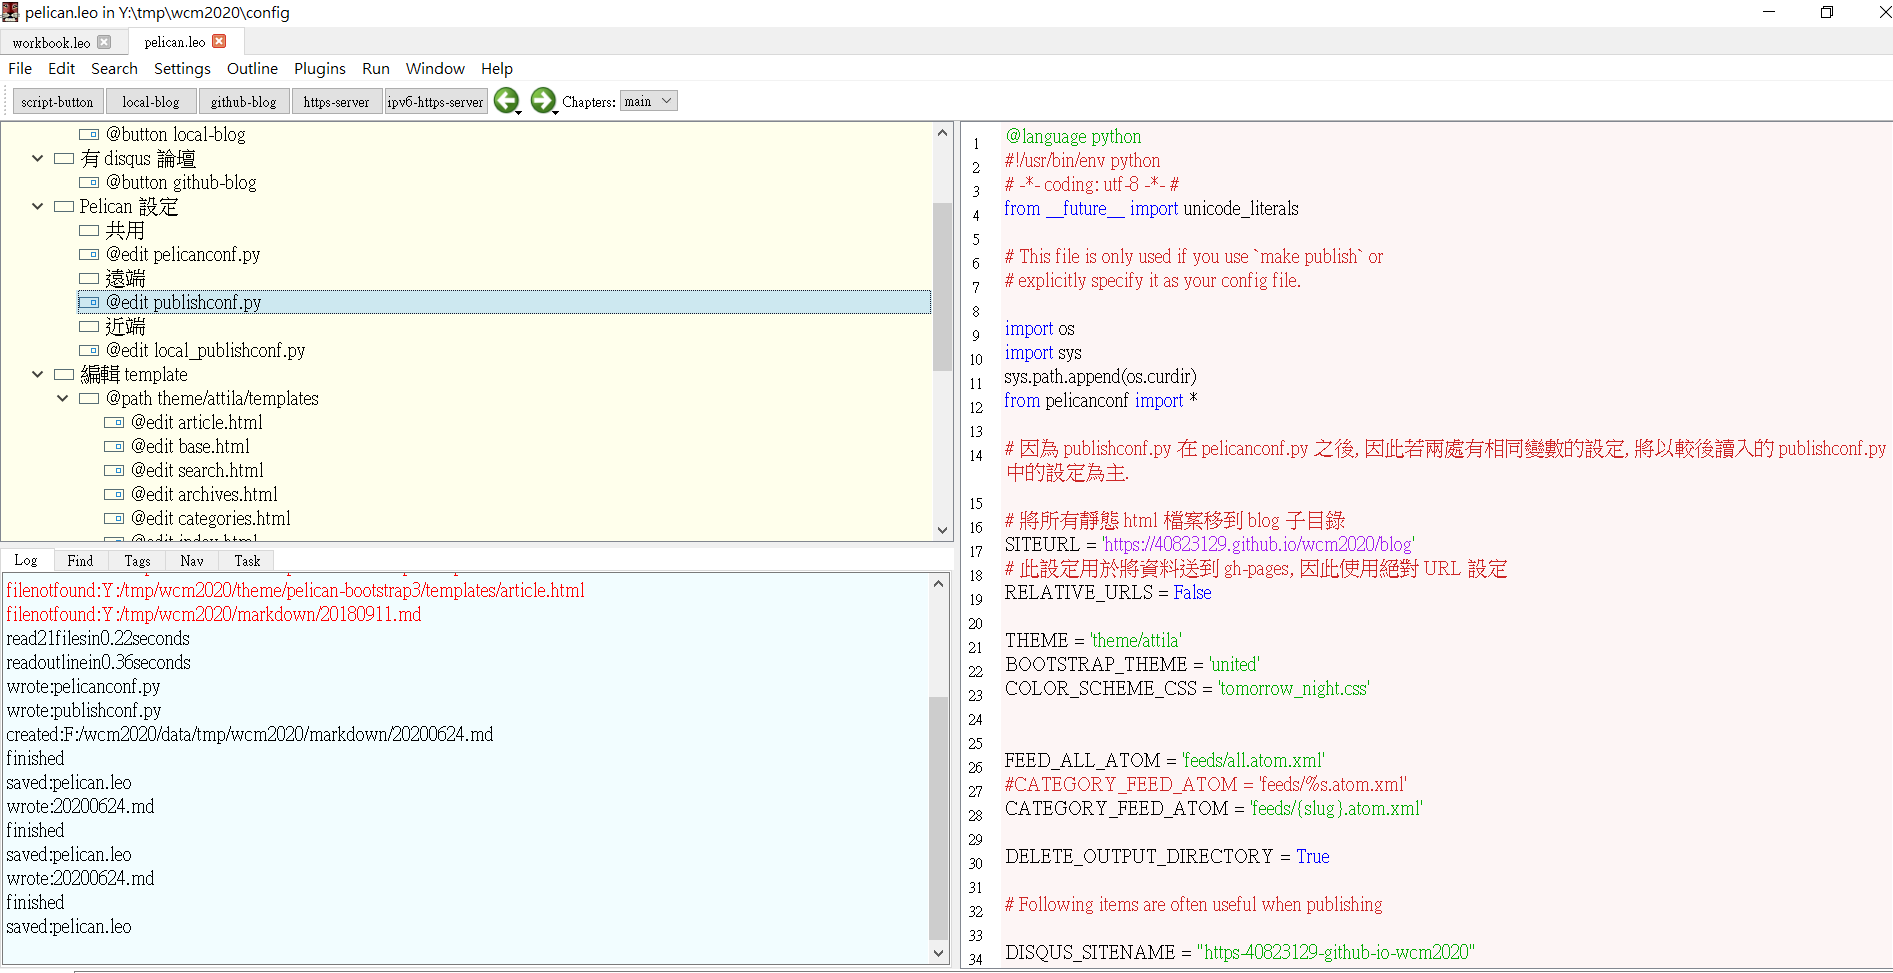 pelican.leo in Y:\tmp\wcm2020\config
workbook.leo
pelican.leo
File Edit Search Settings Outline Plugins Run Window Help
script-button local-blog github-blog https-server ipv6-https-server Chapters: main
@button local-blog
有 disqus 論壇
@button github-blog
Pelican 設定
共用
@edit pelicanconf.py
遠端
@edit publishconf.py
近端
@edit local_publishconf.py
編輯 template
@path theme/attila/templates
@edit article.html
@edit base.html
@edit search.html
@edit archives.html
@edit categories.html
@edit index.html
Log Find Tags Nav Task
filenotfound:Y:/tmp/wcm2020/theme/pelican-bootstrap3/templates/article.html
filenotfound:Y:/tmp/wcm2020/markdown/20180911.md
read21filesin0.22seconds
readoutlinein0.36seconds
wrote:pelicanconf.py
wrote:publishconf.py
created:F:/wcm2020/data/tmp/wcm2020/markdown/20200624.md
finished
saved:pelican.leo
wrote:20200624.md
finished
saved:pelican.leo
wrote:20200624.md
finished
saved:pelican.leo
1 @language python
2 #!/usr/bin/env python
3 # -*- coding: utf-8 -*- #
4 from __future__ import unicode_literals
5
6 # This file is only used if you use `make publish` or
7 # explicitly specify it as your config file.
8
9 import os
10 import sys
11 sys.path.append(os.curdir)
12 from pelicanconf import *
13
14 # 因為 publishconf.py 在 pelicanconf.py 之後, 因此若兩處有相同變數的設定, 將以較後讀入的 publishconf.py
中的設定為主.
15
16 # 將所有靜態 html 檔案移到 blog 子目錄
17 SITEURL = 'https://40823129.github.io/wcm2020/blog'
18 # 此設定用於將資料送到 gh-pages, 因此使用絕對 URL 設定
19 RELATIVE_URLS = False
20
21 THEME = 'theme/attila'
22 BOOTSTRAP_THEME = 'united'
23 COLOR_SCHEME_CSS = 'tomorrow_night.css'
24
25
26 FEED_ALL_ATOM = 'feeds/all.atom.xml'
27 #CATEGORY_FEED_ATOM = 'feeds/%s.atom.xml'
28 CATEGORY_FEED_ATOM = 'feeds/{slug}.atom.xml'
29
30 DELETE_OUTPUT_DIRECTORY = True
31
32 # Following items are often useful when publishing
33
34 DISQUS_SITENAME = "https-40823129-github-io-wcm2020"